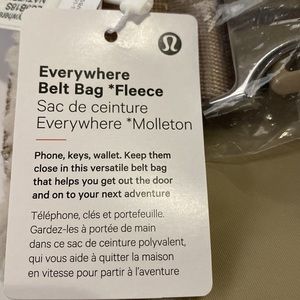 Everywhere
Belt Bag *Fleece
Sac de ceinture
Everywhere *Molleton
Phone, keys, wallet. Keep them
close in this versatile belt bag
that helps you get out the door
and on to your next adventure
Téléphone, clés et portefeuille.
Gardez-les à portée de main
dans ce sac de ceinture polyvalent,
qui vous aide à quitter la maison
en vitesse pour partir à l'aventure